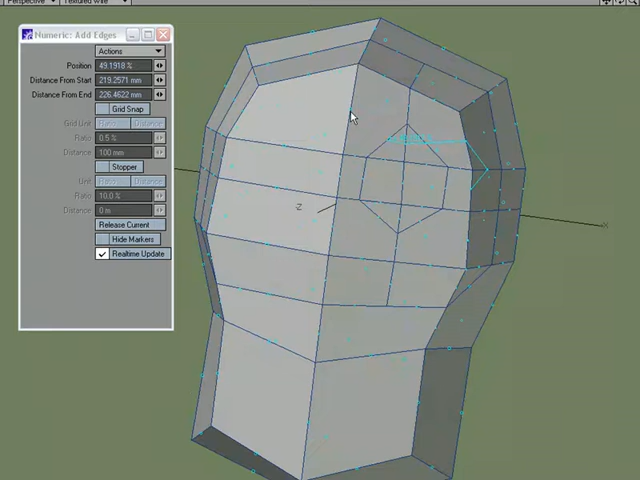 Perspective
Textured Wire
Numeric: Add Edges
Actions
Position 49.1918 %
Distance From Start 219.2571 mm
Distance From End 226.4622 mm
Grid Snap
Grid Unit Ratio Distance
Ratio 0.5 %
Distance 100 mm
Stopper
Unit Ratio Distance
Ratio 10.0 %
Distance 0 m
Release Current
Hide Markers
Realtime Update
-Z
X